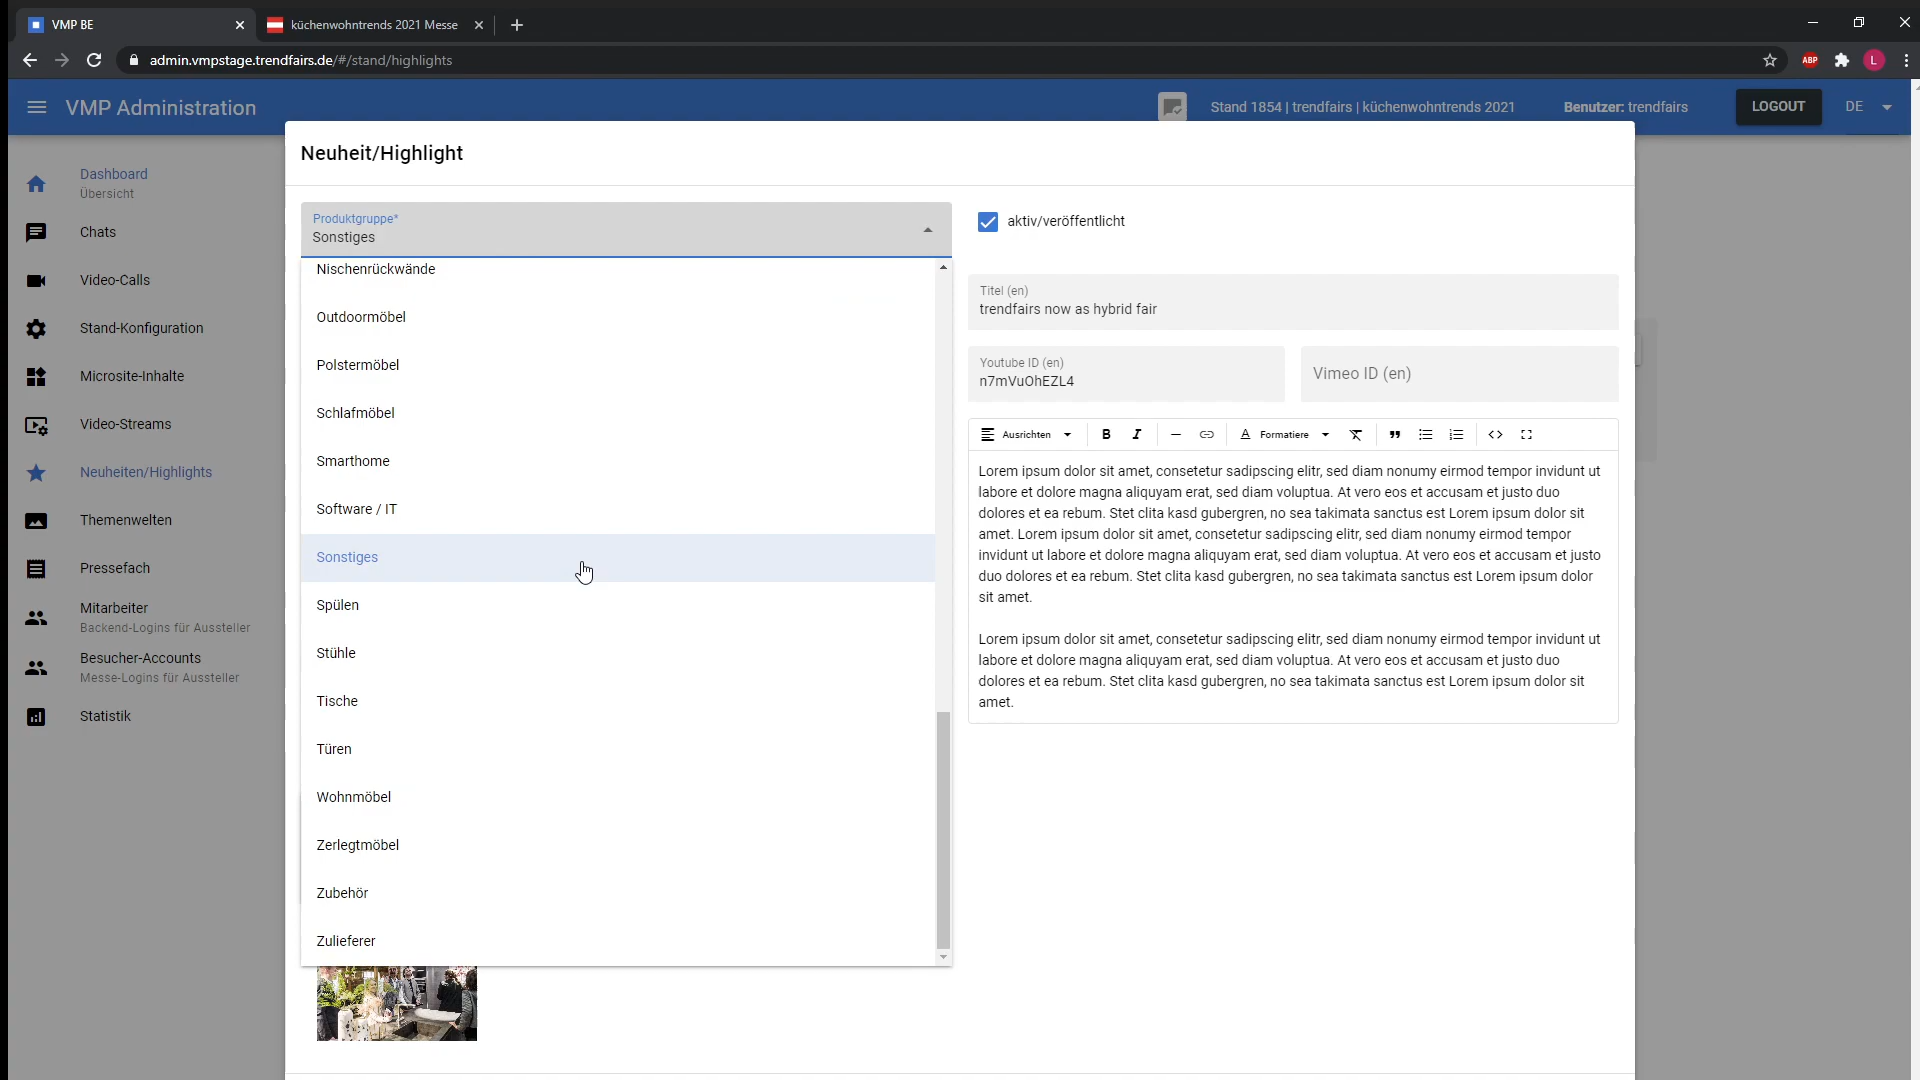 VMP BE
küchenwohntrends 2021 Messe
admin.vmpstage.trendfairs.de/#/stand/highlights
ABP
L
VMP Administration
Stand 1854 | trendfairs | küchenwohntrends 2021
Benutzer: trendfairs
LOGOUT
DE
Dashboard
Übersicht
Chats
Video-Calls
Stand-Konfiguration
Microsite-Inhalte
Video-Streams
Neuheiten/Highlights
Themenwelten
Pressefach
Mitarbeiter
Backend-Logins für Aussteller
Besucher-Accounts
Messe-Logins für Aussteller
Statistik
Neuheit/Highlight
Produktgruppe*
Sonstiges
Nischenrückwände
Outdoormöbel
Polstermöbel
Schlafmöbel
Smarthome
Software / IT
Sonstiges
Spülen
Stühle
Tische
Türen
Wohnmöbel
Zerlegtmöbel
Zubehör
Zulieferer
aktiv/veröffentlicht
Titel (en)
trendfairs now as hybrid fair
Youtube ID (en)
n7mVuOhEZL4
Vimeo ID (en)
Ausrichten
B
I
A Formatiere
Lorem ipsum dolor sit amet, consetetur sadipscing elitr, sed diam nonumy eirmod tempor invidunt ut
labore et dolore magna aliquyam erat, sed diam voluptua. At vero eos et accusam et justo duo
dolores et ea rebum. Stet clita kasd gubergren, no sea takimata sanctus est Lorem ipsum dolor sit
amet. Lorem ipsum dolor sit amet, consetetur sadipscing elitr, sed diam nonumy eirmod tempor
invidunt ut labore et dolore magna aliquyam erat, sed diam voluptua. At vero eos et accusam et justo
duo dolores et ea rebum. Stet clita kasd gubergren, no sea takimata sanctus est Lorem ipsum dolor
sit amet.
Lorem ipsum dolor sit amet, consetetur sadipscing elitr, sed diam nonumy eirmod tempor invidunt ut
labore et dolore magna aliquyam erat, sed diam voluptua. At vero eos et accusam et justo duo
dolores et ea rebum. Stet clita kasd gubergren, no sea takimata sanctus est Lorem ipsum dolor sit
amet.